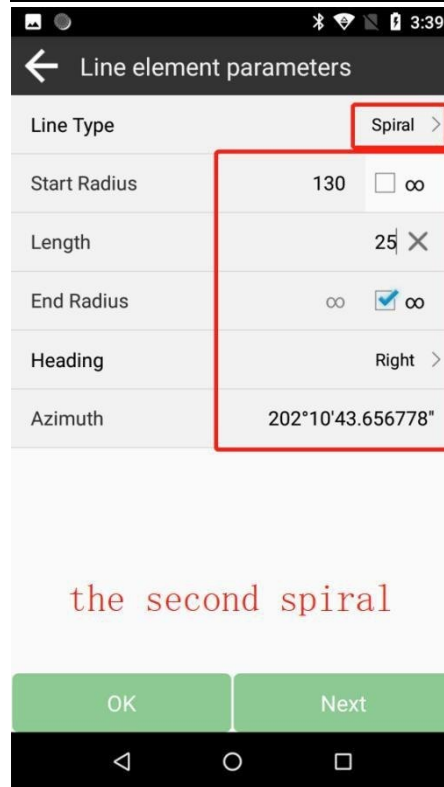 3:39
Line element parameters
Line Type Spiral
Start Radius 130 ∞
Length 25
End Radius ∞ ∞
Heading Right
Azimuth 202°10'43.656778"
the second spiral
OK Next